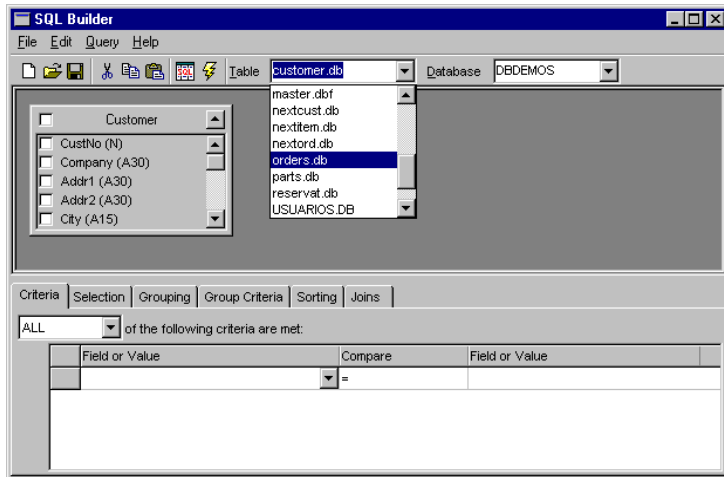 SQL Builder
File Edit Query Help
SQL Table customer.db Database DBDEMOS
master.dbf
nextcust.db
nextitem.db
nextord.db
orders.db
parts.db
reservat.db
USUARIOS.DB
Customer
CustNo (N)
Company (A30)
Addr1 (A30)
Addr2 (A30)
City (A15)
Criteria Selection Grouping Group Criteria Sorting Joins
ALL of the following criteria are met:
Field or Value Compare Field or Value
=